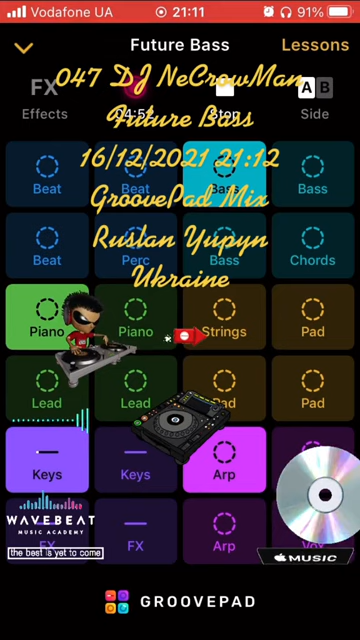 Vodafone UA 21:11 91%
Future Bass Lessons
FX AB
047 DJ NeCrowMan
Effects 04:52 Stop Side
Future Bass
16/12/2021 21:12
Beat Beat Bass Bass
GroovePad Mix
Ruslan Yupyn
Beat Perc Bass Chords
Ukraine
Piano Piano Strings Pad
Lead Lead Pad Pad
Keys Keys Arp
WAVEBEAT
MUSIC ACADEMY
FX FX Arp Vox
the best is yet to come
MUSIC
GROOVEPAD